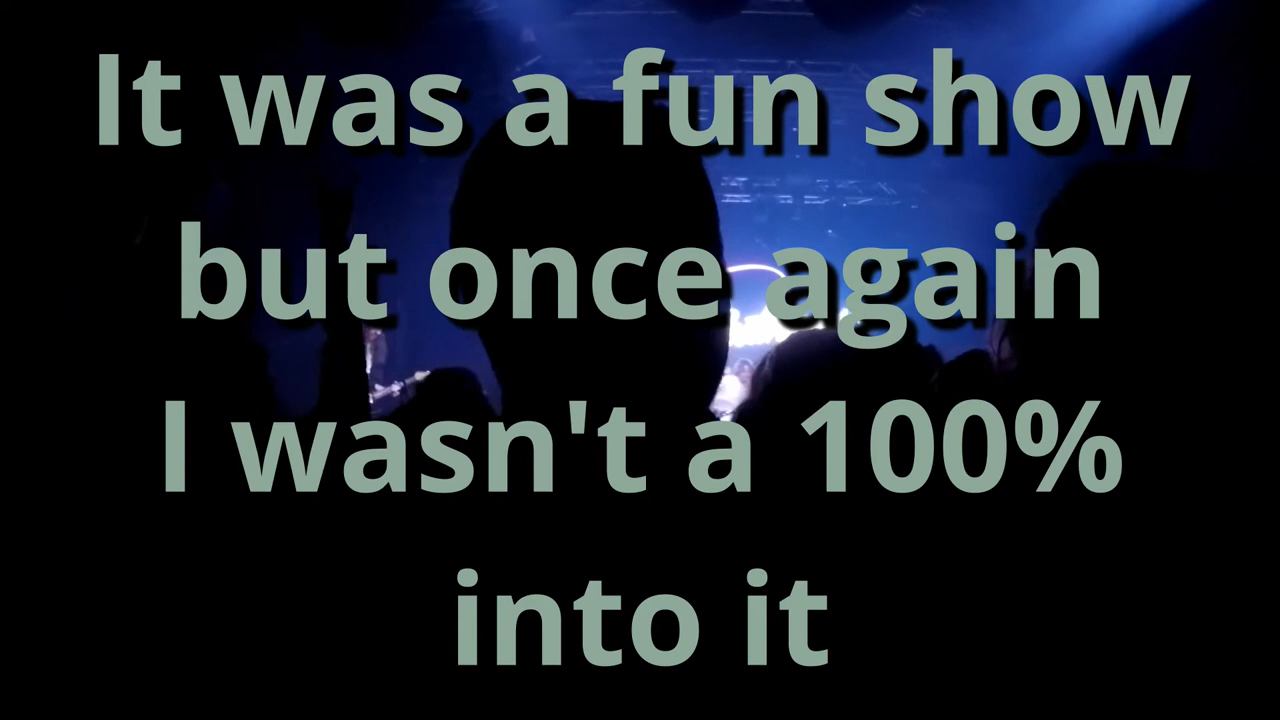 It was a fun show
but once again
I wasn't a 100%
into it